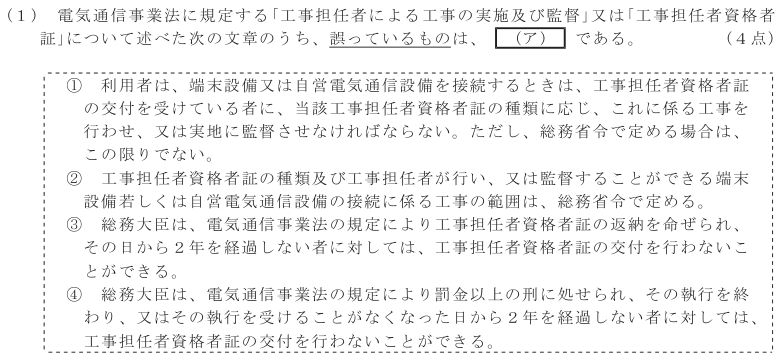 (1) 電気通信事業法に規定する｢工事担任者による工事の実施及び監督｣又は｢工事担任者資格者
証｣について述べた次の文章のうち、誤っているものは、 (ア) である。 (4点)
① 利用者は、端末設備又は自営電気通信設備を接続するときは、工事担任者資格者証
の交付を受けている者に、当該工事担任者資格者証の種類に応じ、これに係る工事を
行わせ、又は実地に監督させなければならない。ただし、総務省令で定める場合は、
この限りでない。
② 工事担任者資格者証の種類及び工事担任者が行い、又は監督することができる端末
設備若しくは自営電気通信設備の接続に係る工事の範囲は、総務省令で定める。
③ 総務大臣は、電気通信事業法の規定により工事担任者資格者証の返納を命ぜられ、
その日から２年を経過しない者に対しては、工事担任者資格者証の交付を行わないこ
とができる。
④ 総務大臣は、電気通信事業法の規定により罰金以上の刑に処せられ、その執行を終
わり、又はその執行を受けることがなくなった日から２年を経過しない者に対しては、
工事担任者資格者証の交付を行わないことができる。